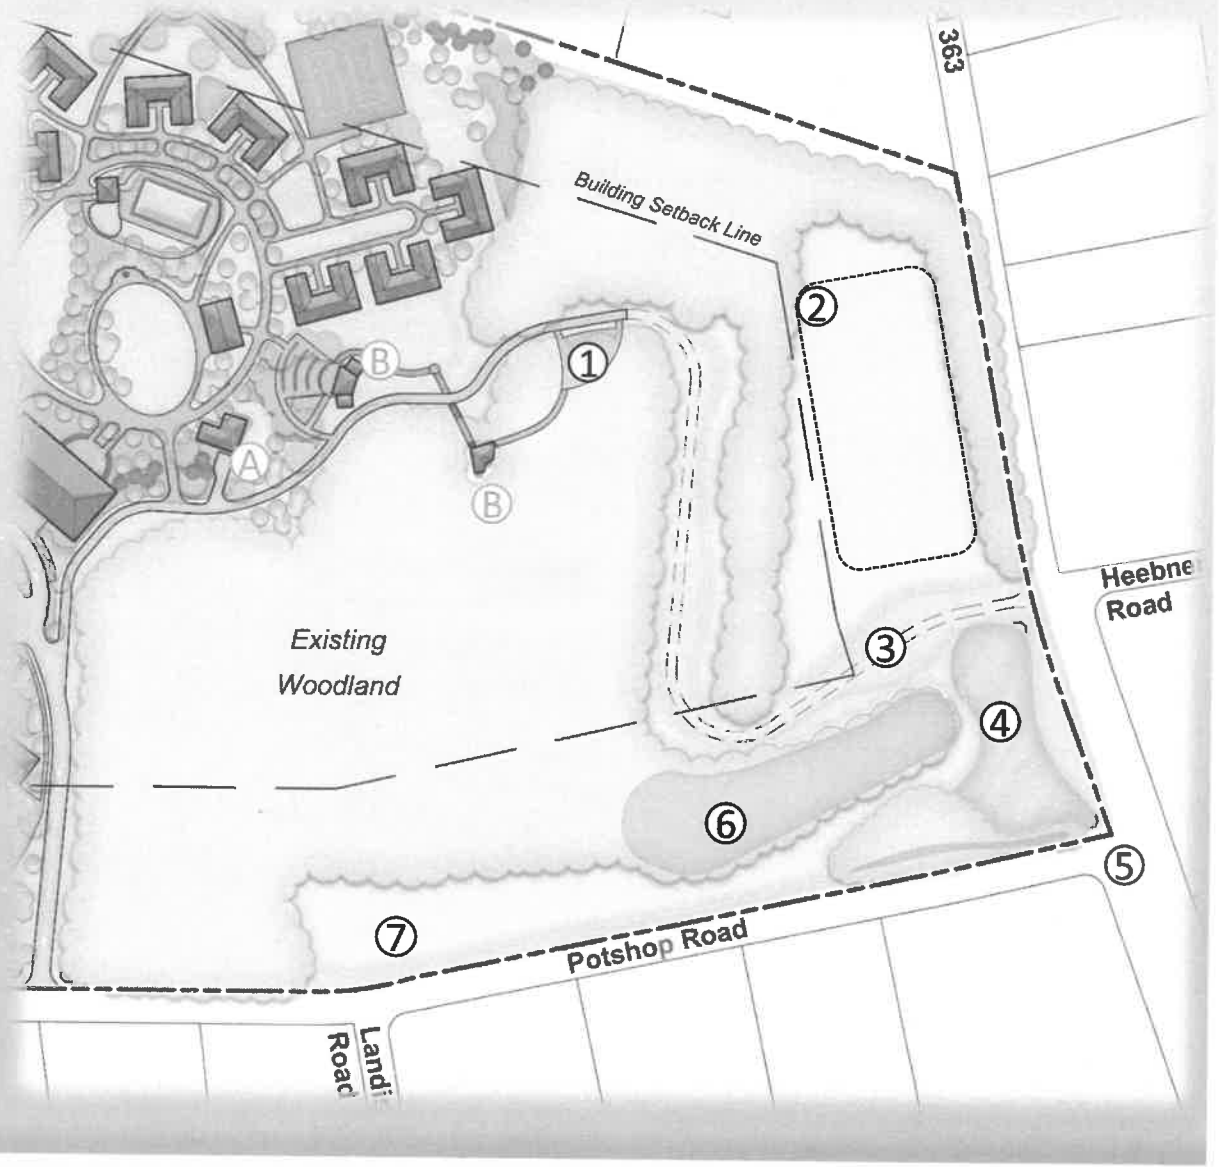 363
Building Setback Line
②
①
Ⓑ
Ⓐ
Ⓑ
Heebne
Road
Existing
Woodland
③
④
⑥
⑤
⑦
Potshop Road
Landi
Road